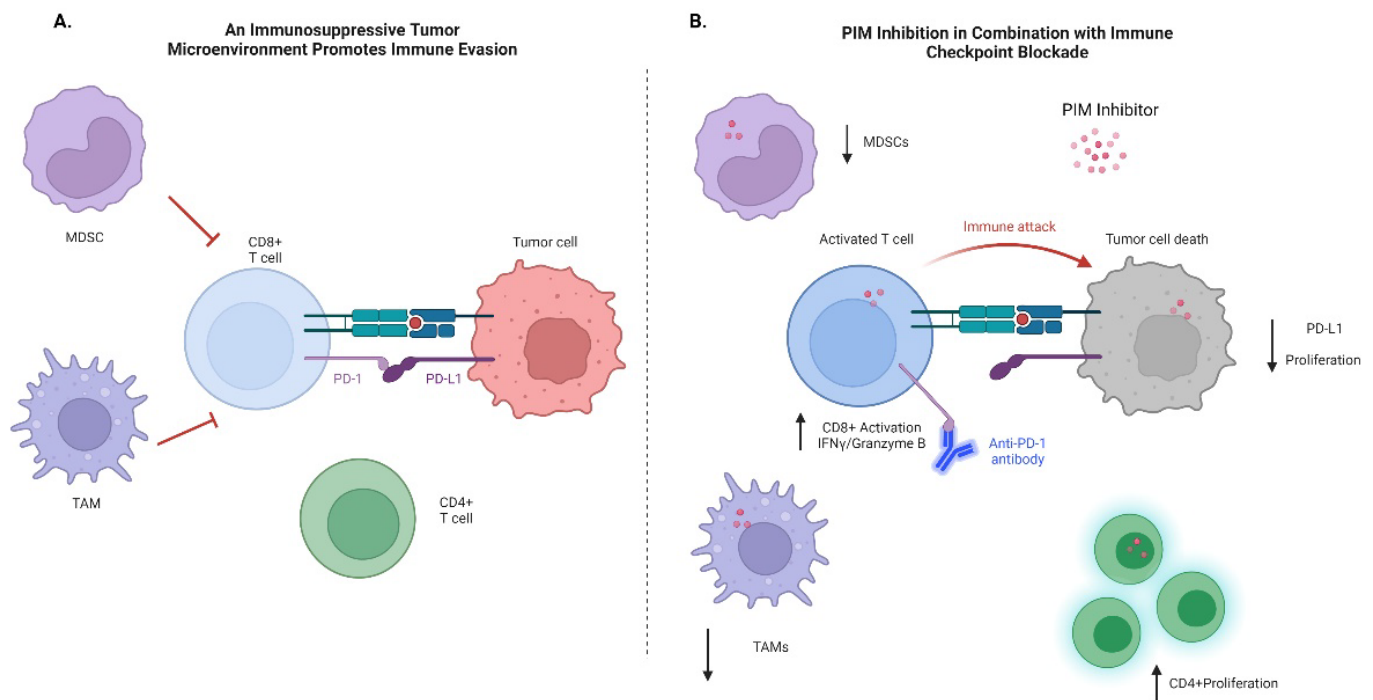 A.
An Immunosuppressive Tumor
Microenvironment Promotes Immune Evasion
MDSC
CD8+
T cell
Tumor cell
PD-1
PD-L1
TAM
CD4+
T cell
B.
PIM Inhibition in Combination with Immune
Checkpoint Blockade
MDSCs
PIM Inhibitor
Activated T cell
Immune attack
Tumor cell death
PD-L1
Proliferation
CD8+ Activation
IFNγ/Granzyme B
Anti-PD-1
antibody
TAMs
CD4+Proliferation